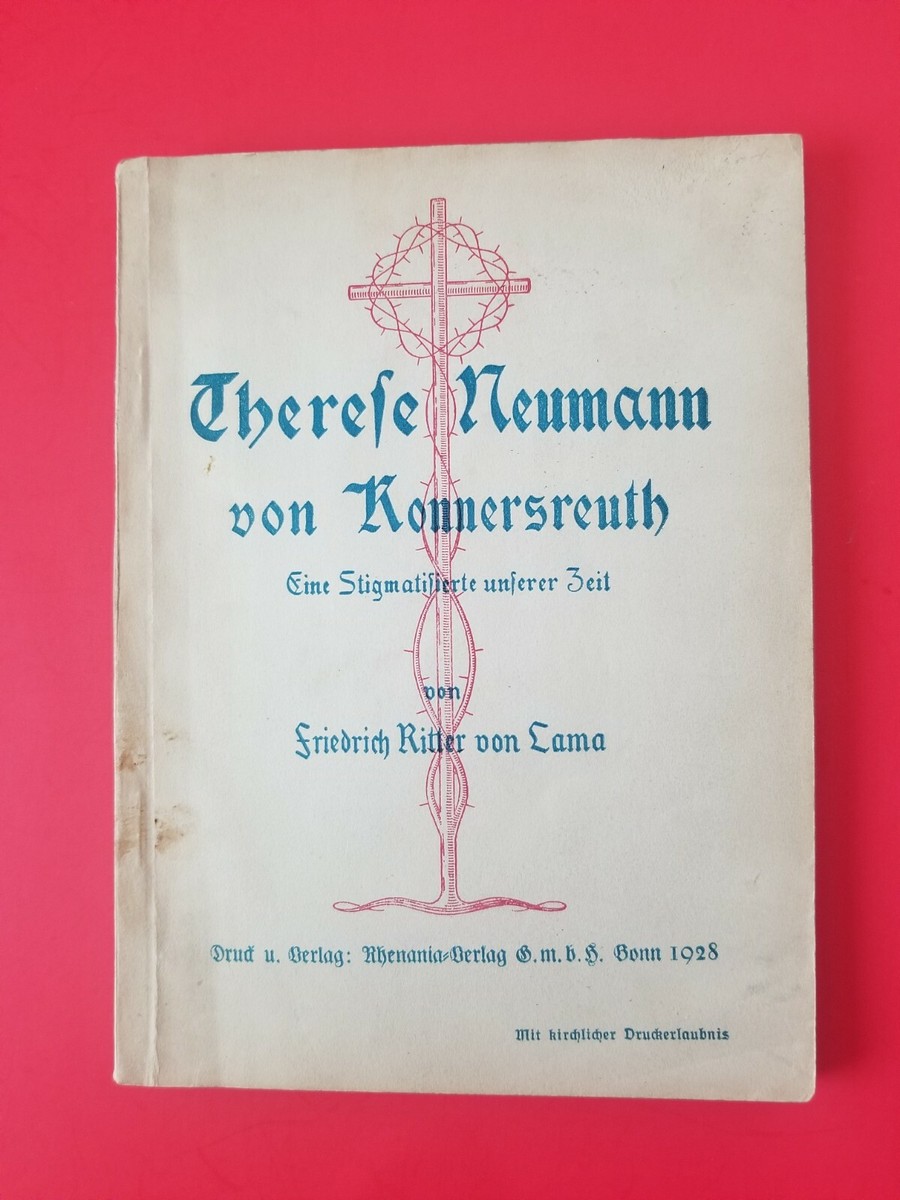 Therese Neumann
von Konnersreuth
Eine Stigmatisierte unserer Zeit
von
Friedrich Ritter von Lama
Druck u. Verlag: Rhenania-Verlag G.m.b.H. Bonn 1928
Mit kirchlicher Druckerlaubnis